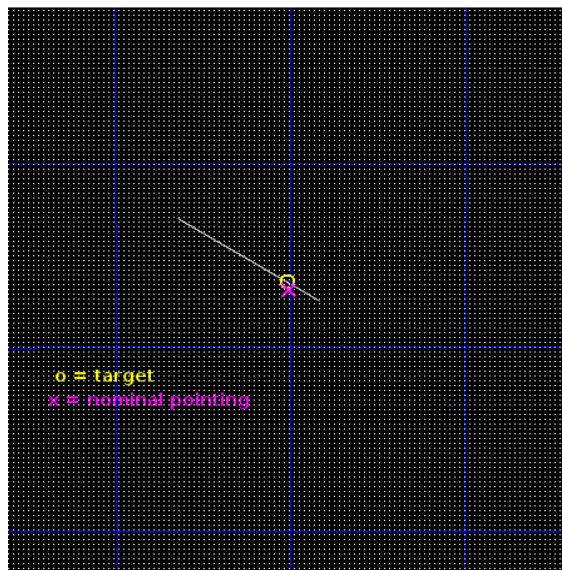 o = target
x = nominal pointing